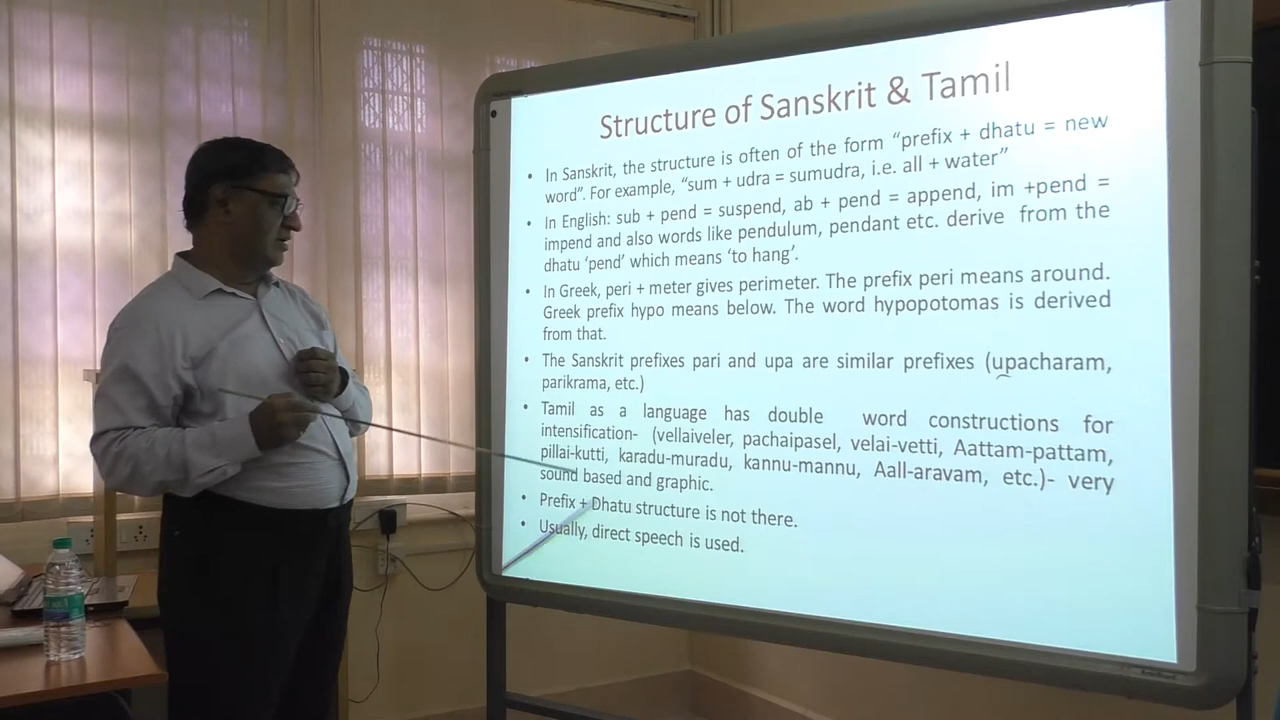 Structure of Sanskrit & Tamil
• In Sanskrit, the structure is often of the form “prefix + dhatu = new
word”. For example, “sum + udra = sumudra, i.e. all + water”
• In English: sub + pend = suspend, ab + pend = append, im +pend =
impend and also words like pendulum, pendant etc. derive from the
dhatu ‘pend’ which means ‘to hang’.
• In Greek, peri + meter gives perimeter. The prefix peri means around.
Greek prefix hypo means below. The word hypopotomas is derived
from that.
• The Sanskrit prefixes pari and upa are similar prefixes (upacharam,
parikrama, etc.)
• Tamil as a language has double word constructions for
intensification- (vellaiveler, pachaipasel, velai-vetti, Aattam-pattam,
pillai-kutti, karadu-muradu, kannu-mannu, Aall-aravam, etc.)- very
sound based and graphic.
• Prefix + Dhatu structure is not there.
• Usually, direct speech is used.